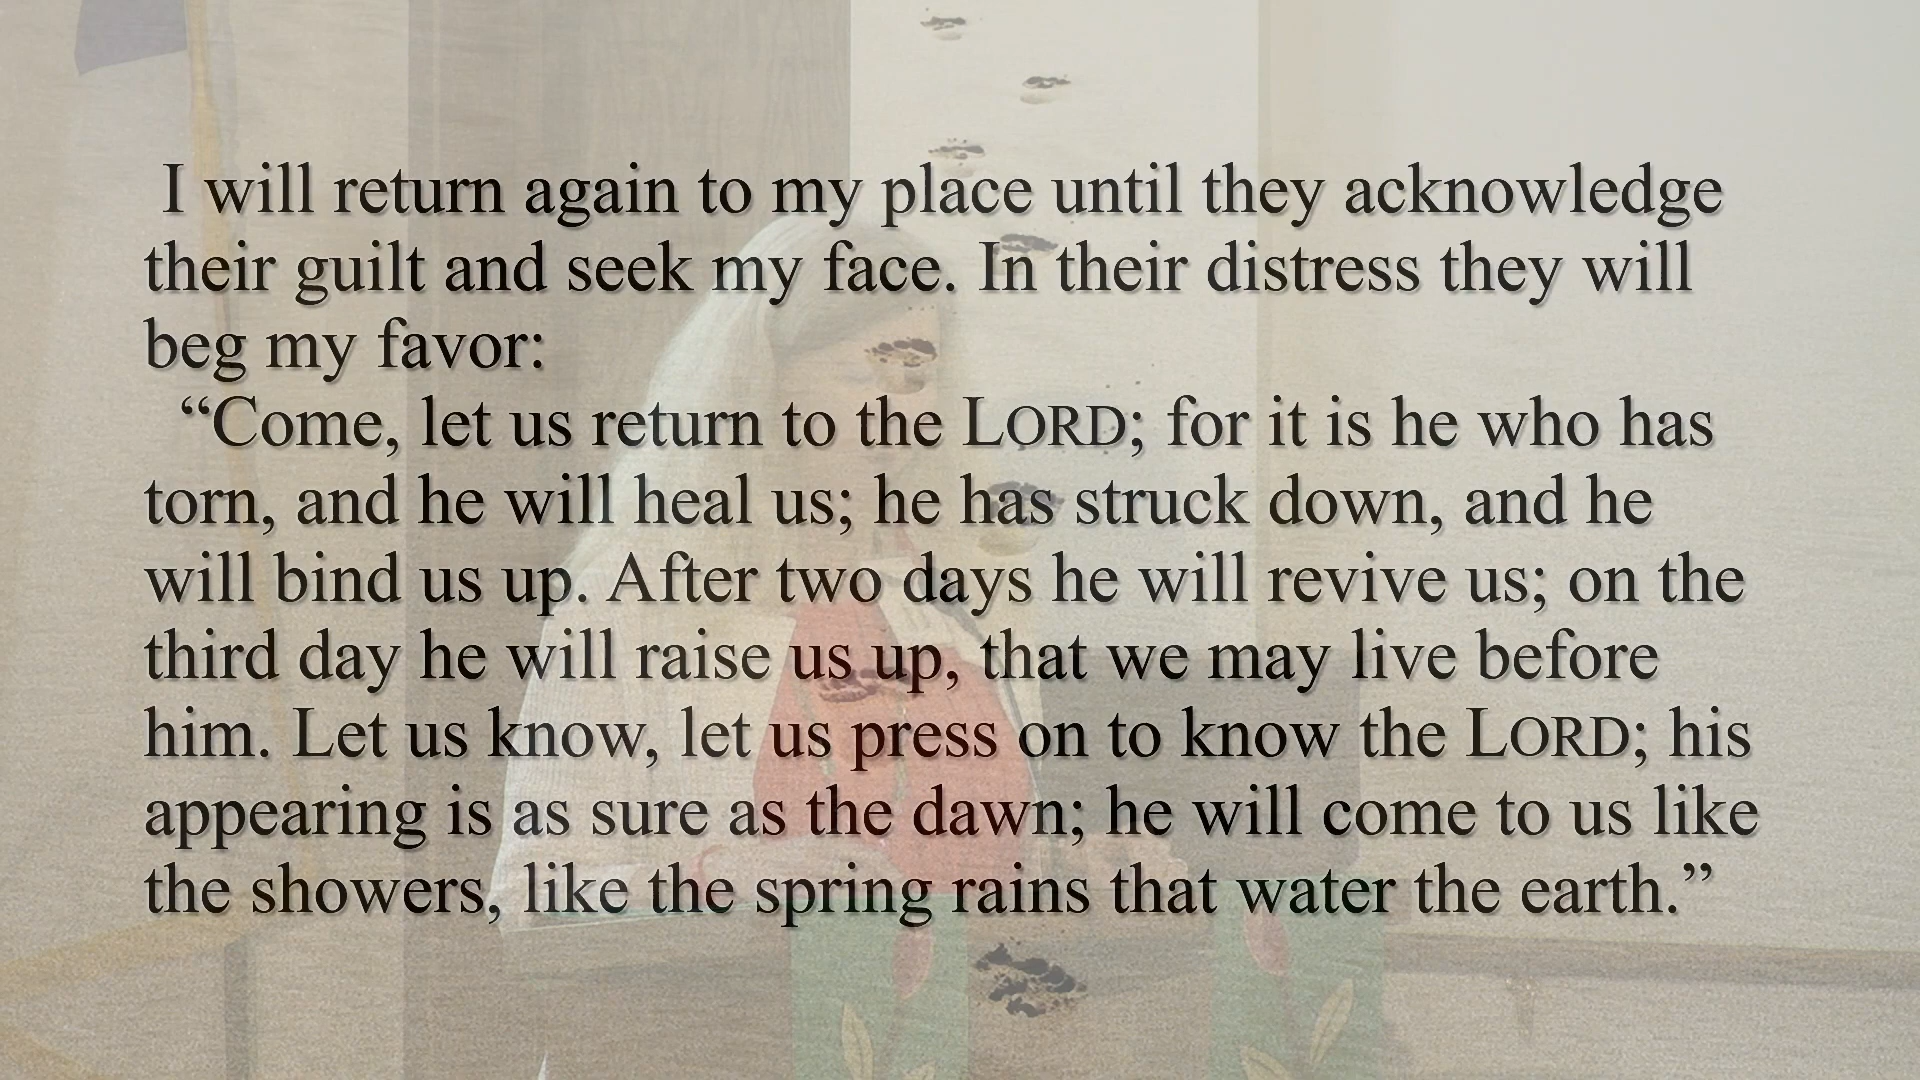 I will return again to my place until they acknowledge
their guilt and seek my face. In their distress they will
beg my favor:
“Come, let us return to the LORD; for it is he who has
torn, and he will heal us; he has struck down, and he
will bind us up. After two days he will revive us; on the
third day he will raise us up, that we may live before
him. Let us know, let us press on to know the LORD; his
appearing is as sure as the dawn; he will come to us like
the showers, like the spring rains that water the earth.”